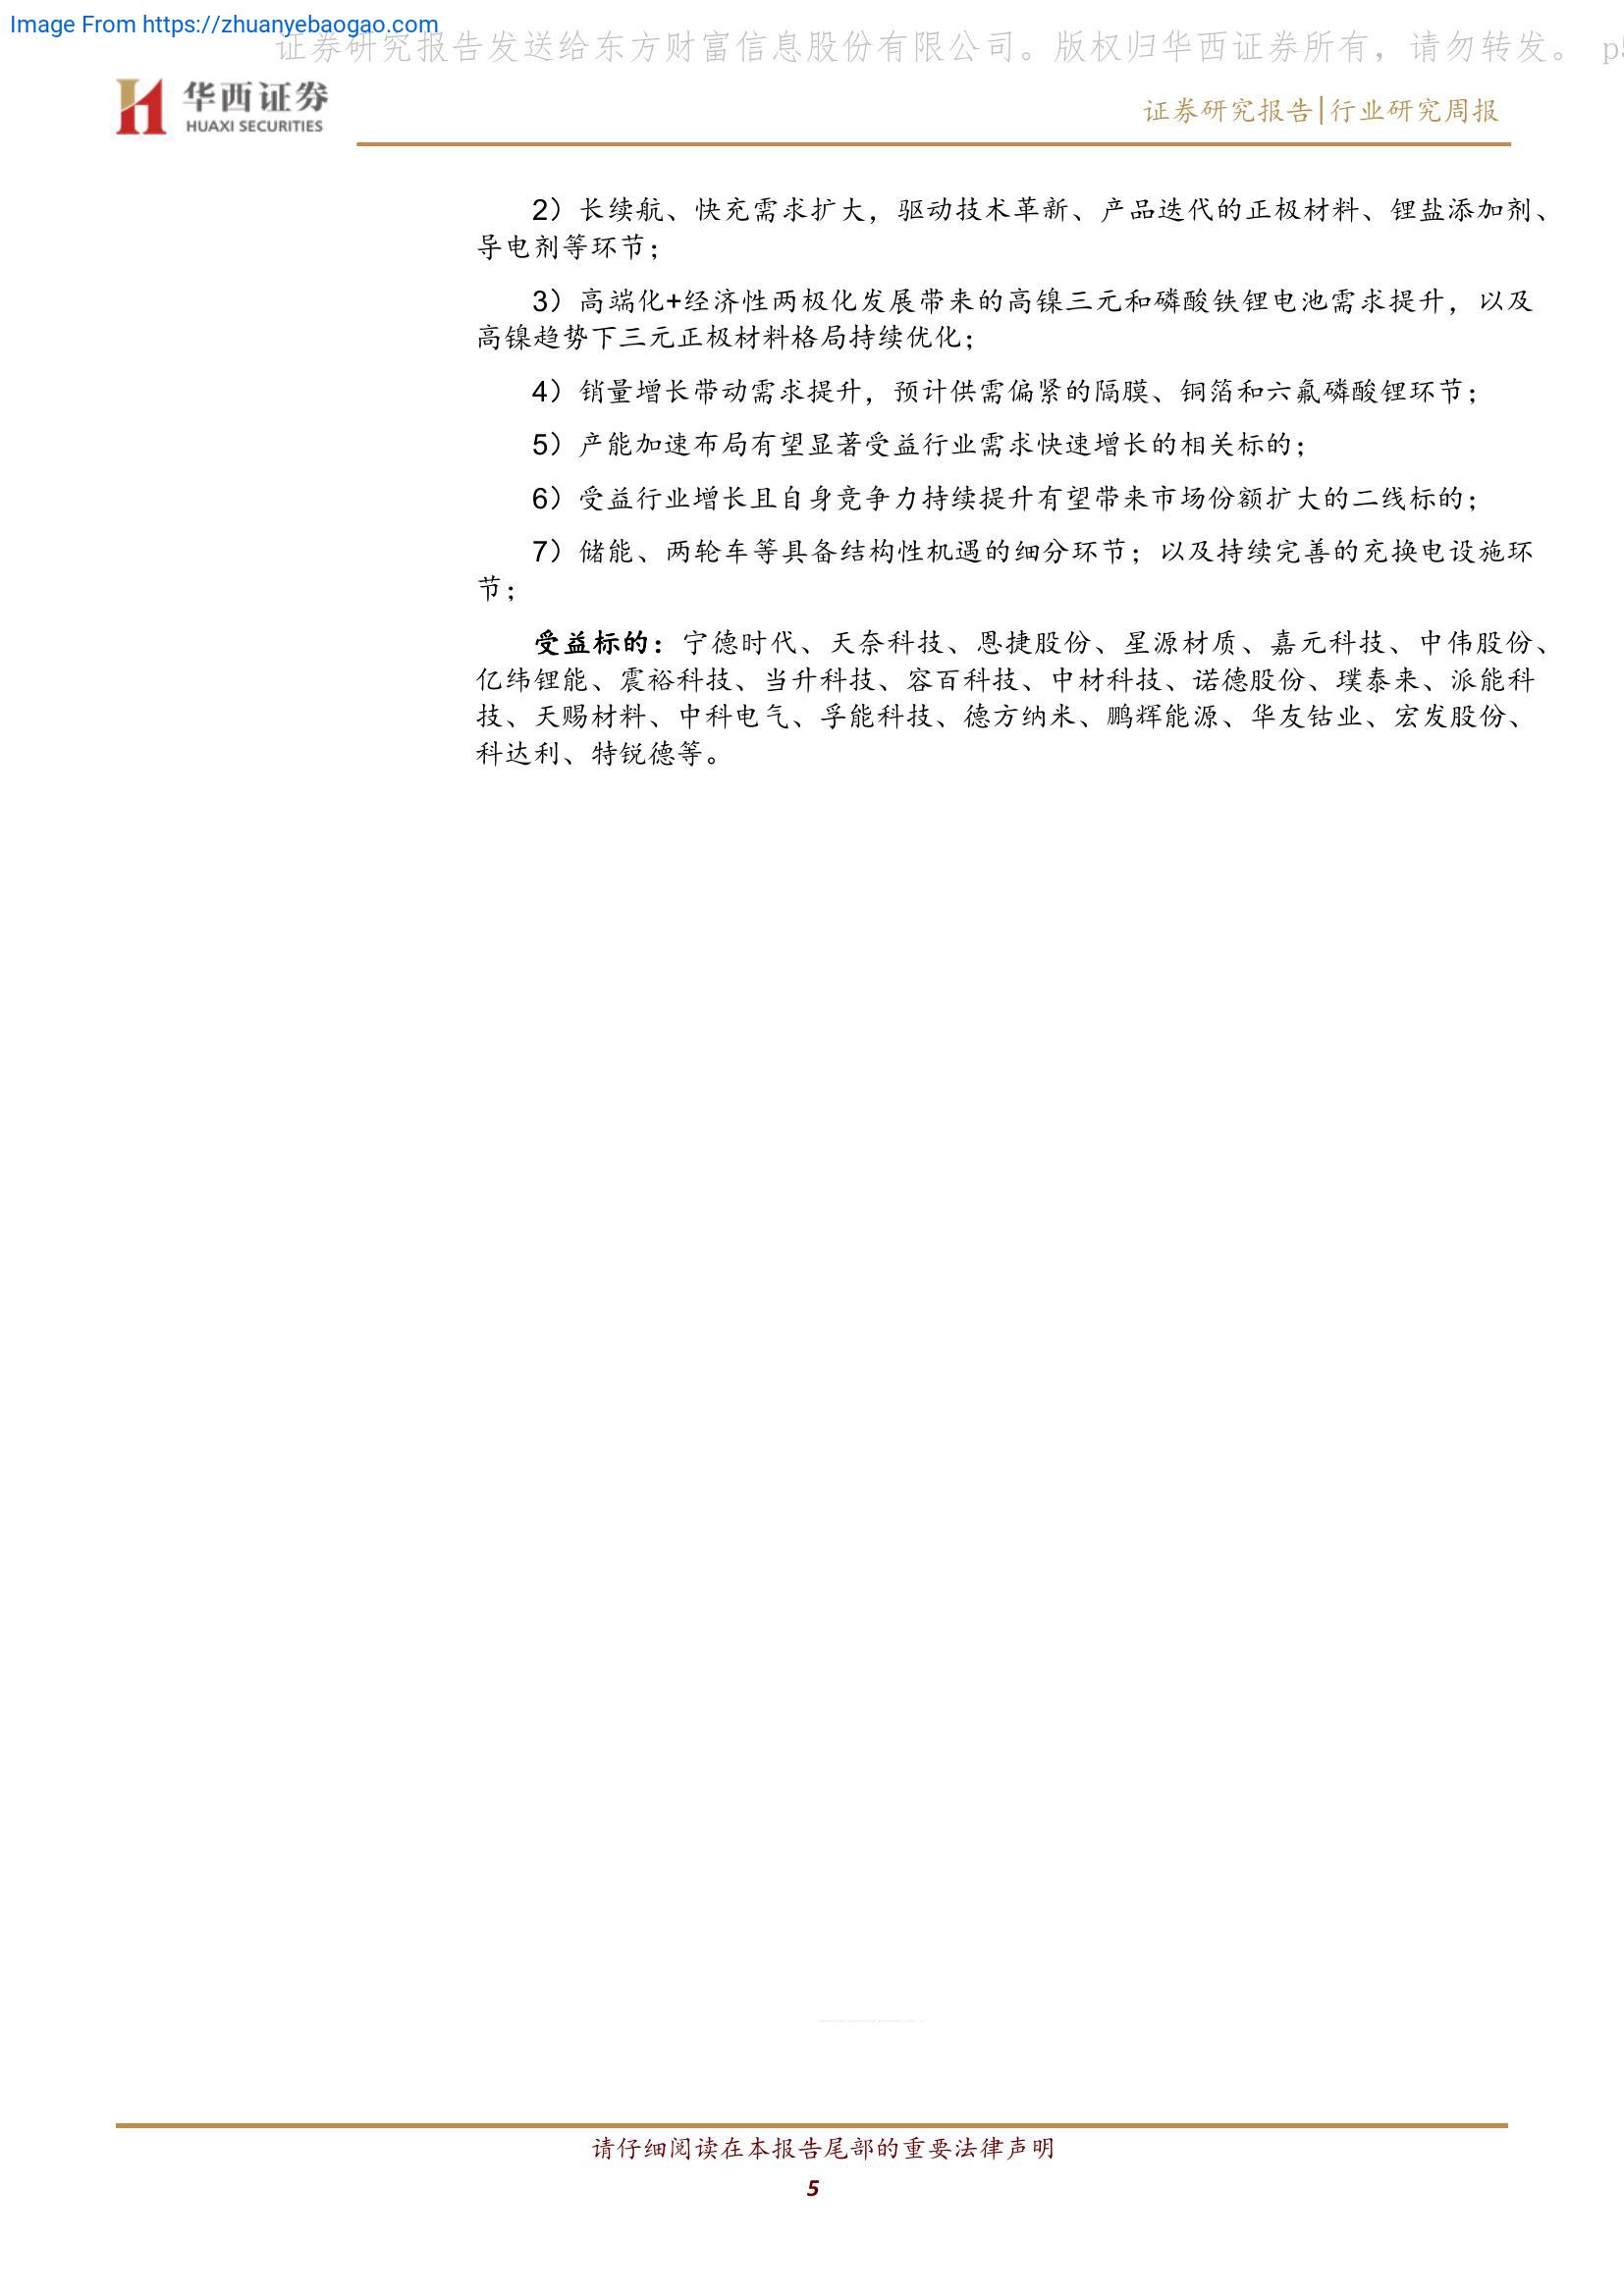 Image From https://zhuanyebaogao.com
证券研究报告发送给东方财富信息股份有限公司。版权归华西证券所有，请勿转发。 p5
华西证券
HUAXI SECURITIES
证券研究报告|行业研究周报
2）长续航、快充需求扩大，驱动技术革新、产品迭代的正极材料、锂盐添加剂、
导电剂等环节；
3）高端化+经济性两极化发展带来的高镍三元和磷酸铁锂电池需求提升，以及
高镍趋势下三元正极材料格局持续优化；
4）销量增长带动需求提升，预计供需偏紧的隔膜、铜箔和六氟磷酸锂环节；
5）产能加速布局有望显著受益行业需求快速增长的相关标的；
6）受益行业增长且自身竞争力持续提升有望带来市场份额扩大的二线标的；
7）储能、两轮车等具备结构性机遇的细分环节；以及持续完善的充换电设施环
节；
受益标的：宁德时代、天奈科技、恩捷股份、星源材质、嘉元科技、中伟股份、
亿纬锂能、震裕科技、当升科技、容百科技、中材科技、诺德股份、璞泰来、派能科
技、天赐材料、中科电气、孚能科技、德方纳米、鹏辉能源、华友钴业、宏发股份、
科达利、特锐德等。
请仔细阅读在本报告尾部的重要法律声明
5